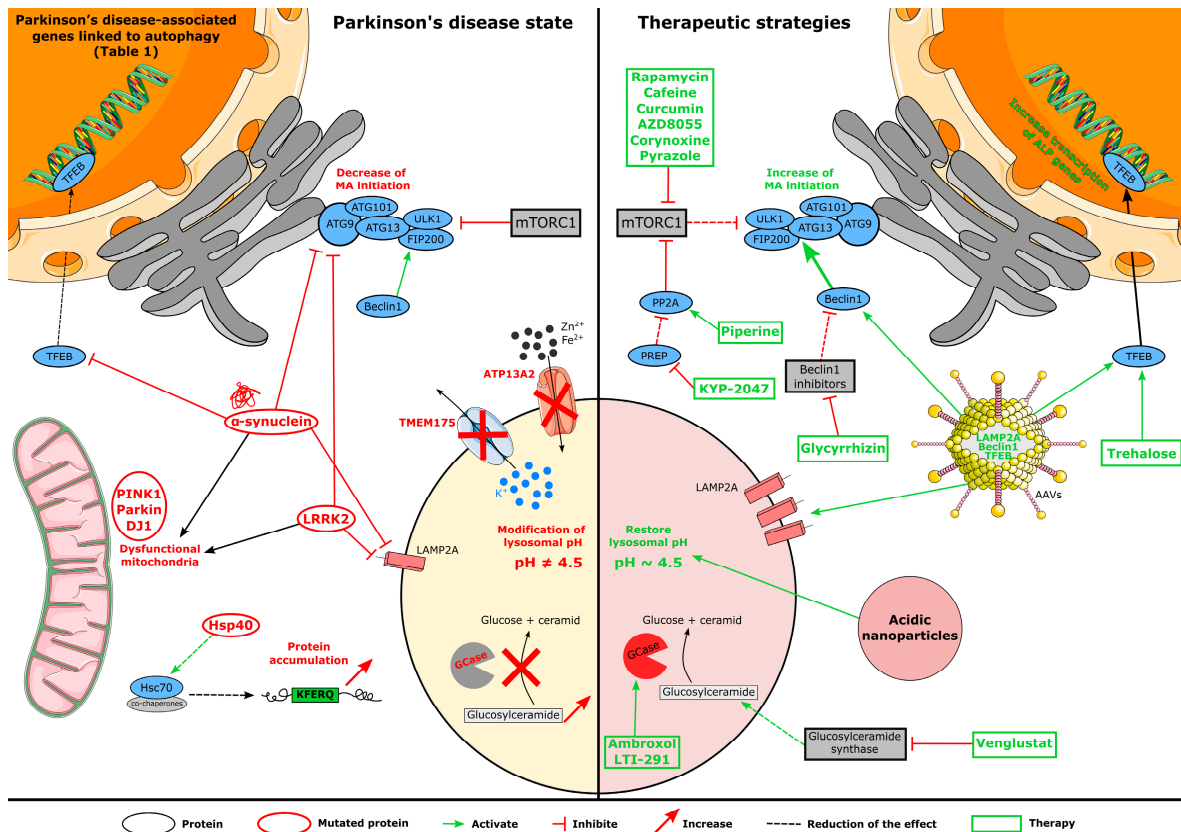 Parkinson's disease-associated
genes linked to autophagy
(Table 1)
Parkinson's disease state
TFEB
Decrease of
MA initiation
ATG101
ATG9
ATG13
ULK1
FIP200
mTORC1
Beclin1
TFEB
Zn2+
Fe2+
ATP13A2
TMEM175
K+
α-synuclein
PINK1
Parkin
DJ1
Dysfunctional
mitochondria
LRRK2
LAMP2A
Modification of
lysosomal pH
pH ≠ 4.5
Hsp40
Hsc70
co-chaperones
Protein
accumulation
KFERQ
Glucose + ceramid
GCase
Glucosylceramide
Therapeutic strategies
Rapamycin
Cafeine
Curcumin
AZD8055
Corynoxine
Pyrazole
mTORC1
Increase of
MA initiation
ATG101
ULK1
ATG13
ATG9
FIP200
Increase transcription
of ALP genes
TFEB
PP2A
Beclin1
Piperine
PREP
KYP-2047
Beclin1
inhibitors
Glycyrrhizin
TFEB
Trehalose
LAMP2A
Beclin1
TFEB
AAVs
LAMP2A
Restore
lysosomal pH
pH ~ 4.5
Acidic
nanoparticles
Glucose + ceramid
GCase
Glucosylceramide
Ambroxol
LTI-291
Glucosylceramide
synthase
Venglustat
Protein
Mutated protein
Activate
Inhibite
Increase
Reduction of the effect
Therapy